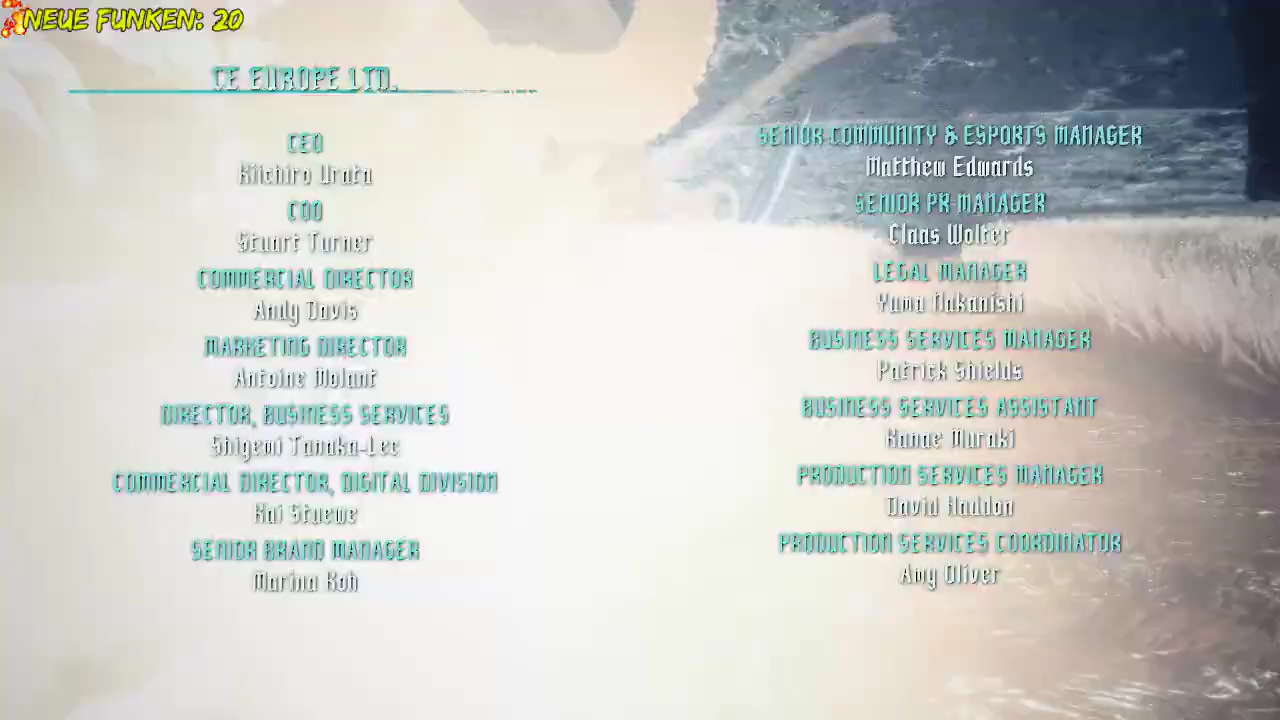 NEUE FUNKEN: 20
CE EUROPE LTD.
CEO
Kiichiro Urata
COO
Stuart Turner
COMMERCIAL DIRECTOR
Andy Davis
MARKETING DIRECTOR
Antoine Molant
DIRECTOR, BUSINESS SERVICES
Shigemi Tanaka-Lee
COMMERCIAL DIRECTOR, DIGITAL DIVISION
Kai Stuewe
SENIOR BRAND MANAGER
Marina Koh
SENIOR COMMUNITY & ESPORTS MANAGER
Matthew Edwards
SENIOR PR MANAGER
Claas Wolter
LEGAL MANAGER
Yuma Nakanishi
BUSINESS SERVICES MANAGER
Patrick Shields
BUSINESS SERVICES ASSISTANT
Kanae Muraki
PRODUCTION SERVICES MANAGER
David Haddon
PRODUCTION SERVICES COORDINATOR
Amy Oliver